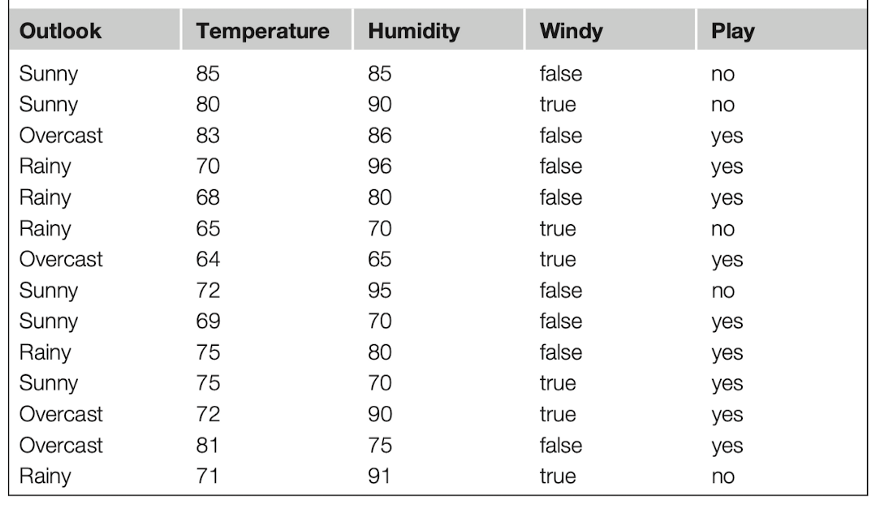 Outlook Temperature Humidity Windy Play
Sunny 85 85 false no
Sunny 80 90 true no
Overcast 83 86 false yes
Rainy 70 96 false yes
Rainy 68 80 false yes
Rainy 65 70 true no
Overcast 64 65 true yes
Sunny 72 95 false no
Sunny 69 70 false yes
Rainy 75 80 false yes
Sunny 75 70 true yes
Overcast 72 90 true yes
Overcast 81 75 false yes
Rainy 71 91 true no